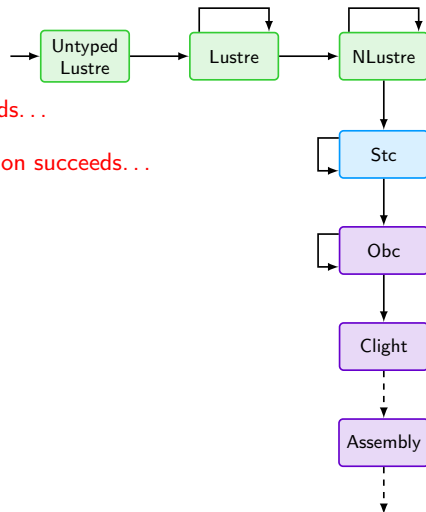 Untyped
Lustre
Lustre
NLustre
ds...
on succeeds...
Stc
Obc
Clight
Assembly